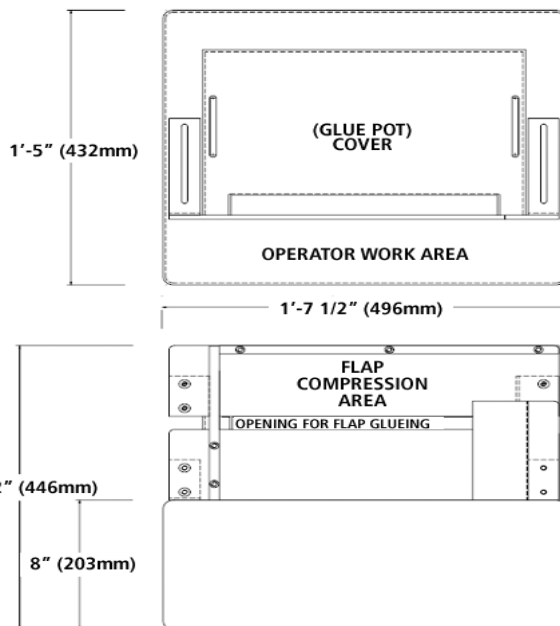 1'-5” (432mm)
(GLUE POT)
COVER
OPERATOR WORK AREA
1'-7 1/2” (496mm)
FLAP
COMPRESSION
AREA
OPENING FOR FLAP GLUEING
2” (446mm)
8” (203mm)